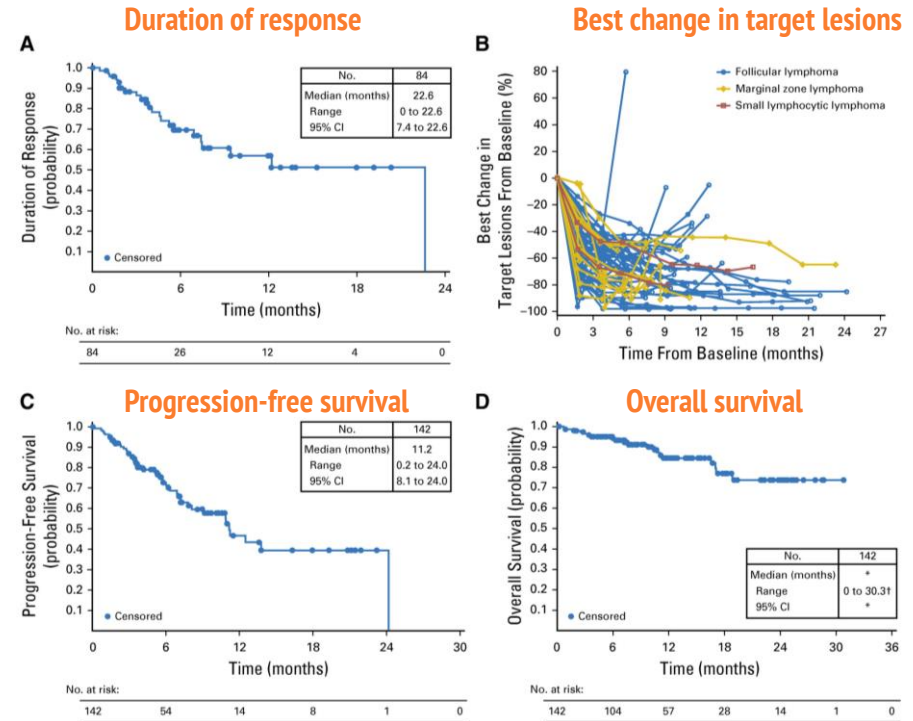 Duration of response
A
Duration of Response
(probability)
1.0
0.9
0.8
0.7
0.6
0.5
0.4
0.3
0.2
0.1
No. 84
Median (months) 22.6
Range 0 to 22.6
95% CI 7.4 to 22.6
Censored
0 6 12 18 24
Time (months)
No. at risk:
84 26 12 4 0
Best change in target lesions
B
Best Change in
Target Lesions From Baseline (%)
80
60
40
20
0
–20
–40
–60
–80
–100
Follicular lymphoma
Marginal zone lymphoma
Small lymphocytic lymphoma
0 3 6 9 12 15 18 21 24 27
Time From Baseline (months)
Progression-free survival
C
Progression-Free Survival
(probability)
1.0
0.9
0.8
0.7
0.6
0.5
0.4
0.3
0.2
0.1
No. 142
Median (months) 11.2
Range 0.2 to 24.0
95% CI 8.1 to 24.0
Censored
0 6 12 18 24 30
Time (months)
No. at risk:
142 54 14 8 1 0
Overall survival
D
Overall Survival (probability)
1.0
0.9
0.8
0.7
0.6
0.5
0.4
0.3
0.2
0.1
No. 142
Median (months) *
Range 0 to 30.3†
95% CI *
Censored
0 6 12 18 24 30 36
Time (months)
No. at risk:
142 104 57 28 14 1 0